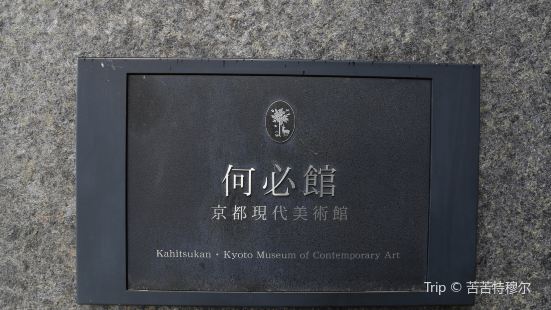 何必館
京都現代美術館
Kahitsukan・Kyoto Museum of Contemporary Art
Trip © 苦苦特穆尔